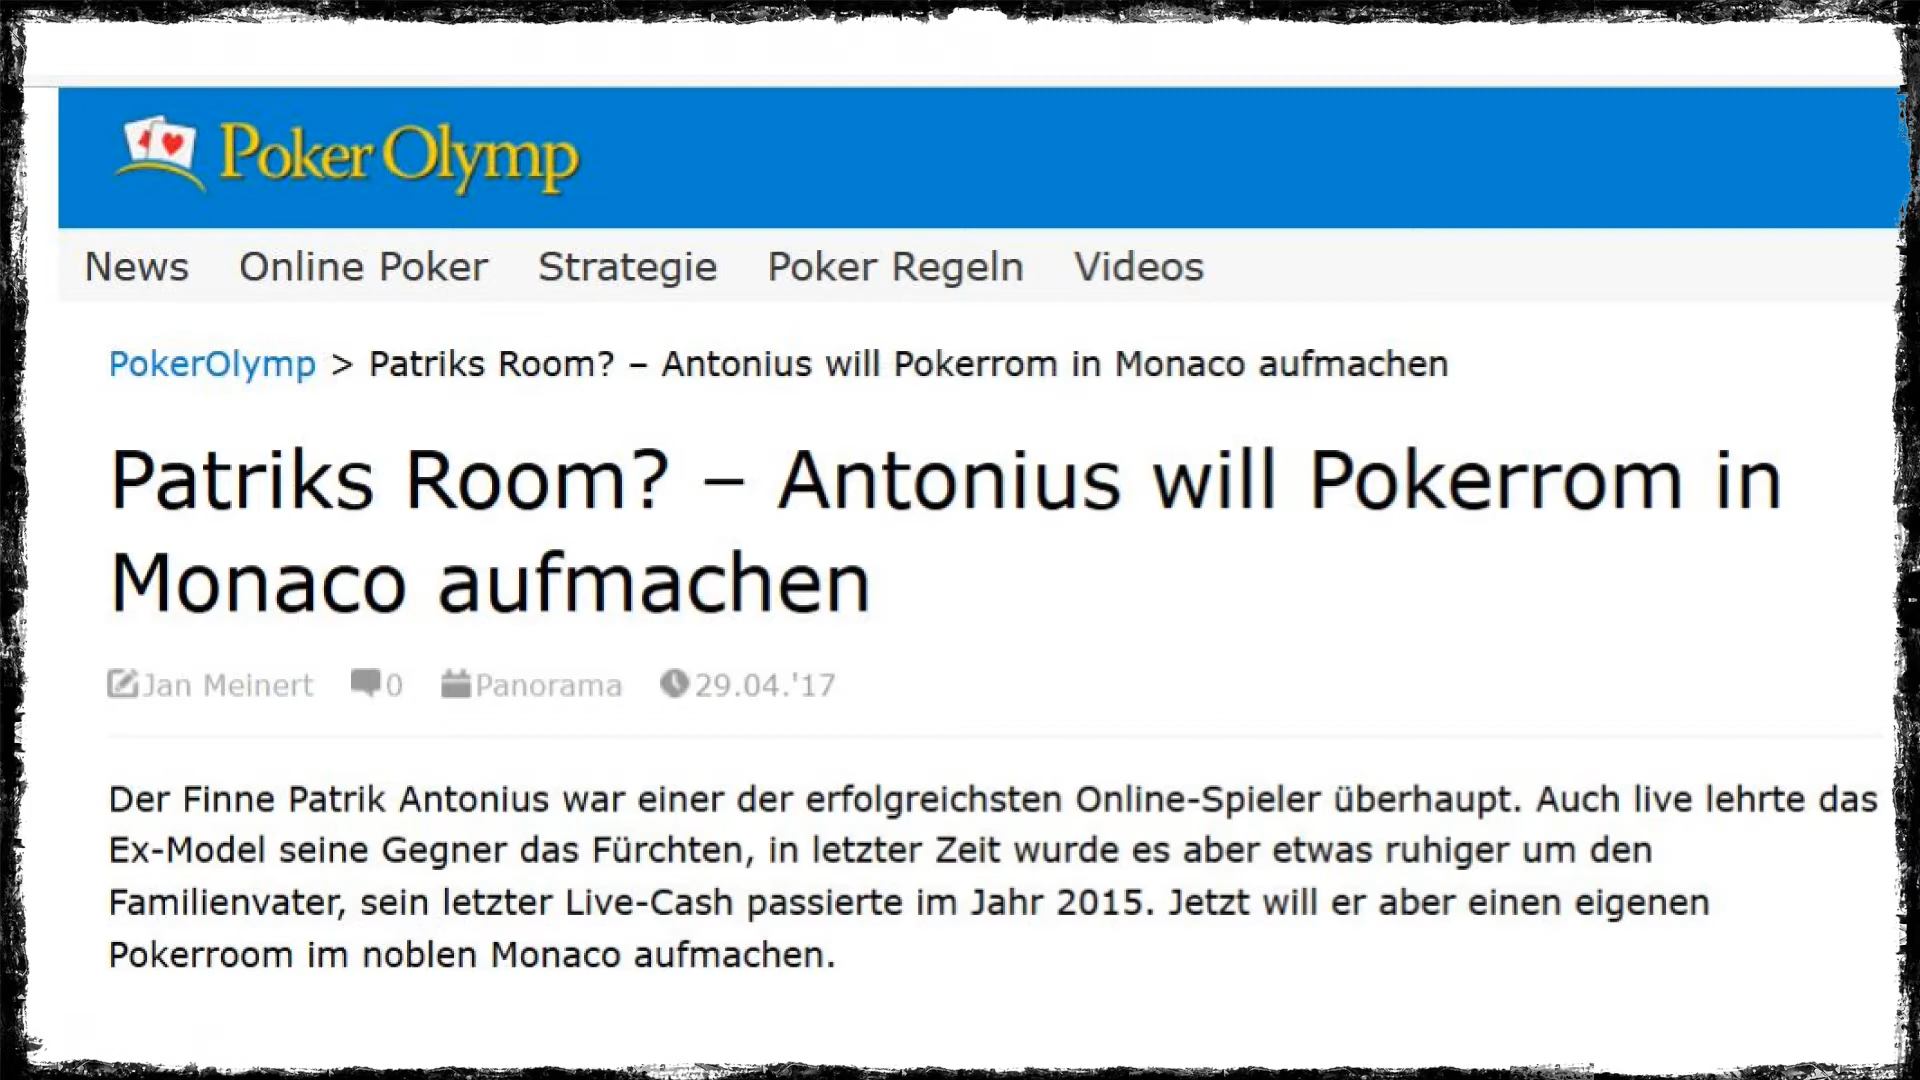 Poker Olymp
News Online Poker Strategie Poker Regeln Videos
PokerOlymp > Patriks Room? – Antonius will Pokerrom in Monaco aufmachen
Patriks Room? – Antonius will Pokerrom in
Monaco aufmachen
Jan Meinert 0 Panorama 29.04.'17
Der Finne Patrik Antonius war einer der erfolgreichsten Online-Spieler überhaupt. Auch live lehrte das
Ex-Model seine Gegner das Fürchten, in letzter Zeit wurde es aber etwas ruhiger um den
Familienvater, sein letzter Live-Cash passierte im Jahr 2015. Jetzt will er aber einen eigenen
Pokerroom im noblen Monaco aufmachen.